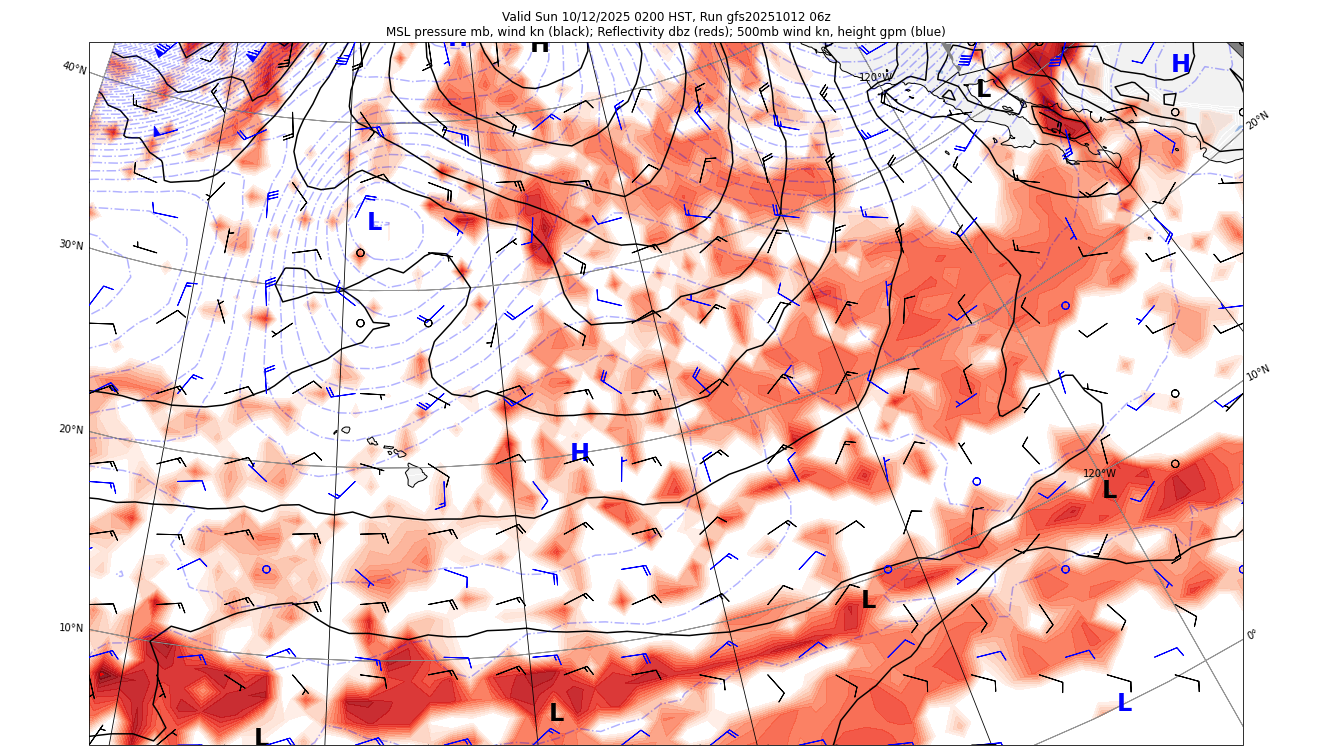 Valid Sun 10/12/2025 0200 HST, Run gfs20251012 06z
MSL pressure mb, wind kn (black); Reflectivity dbz (reds); 500mb wind kn, height gpm (blue)
H
H
40°N
120°W
H
L
20°N
L
30°N
10°N
20°N
H
120°W
L
L
10°N
0°
L
L
L